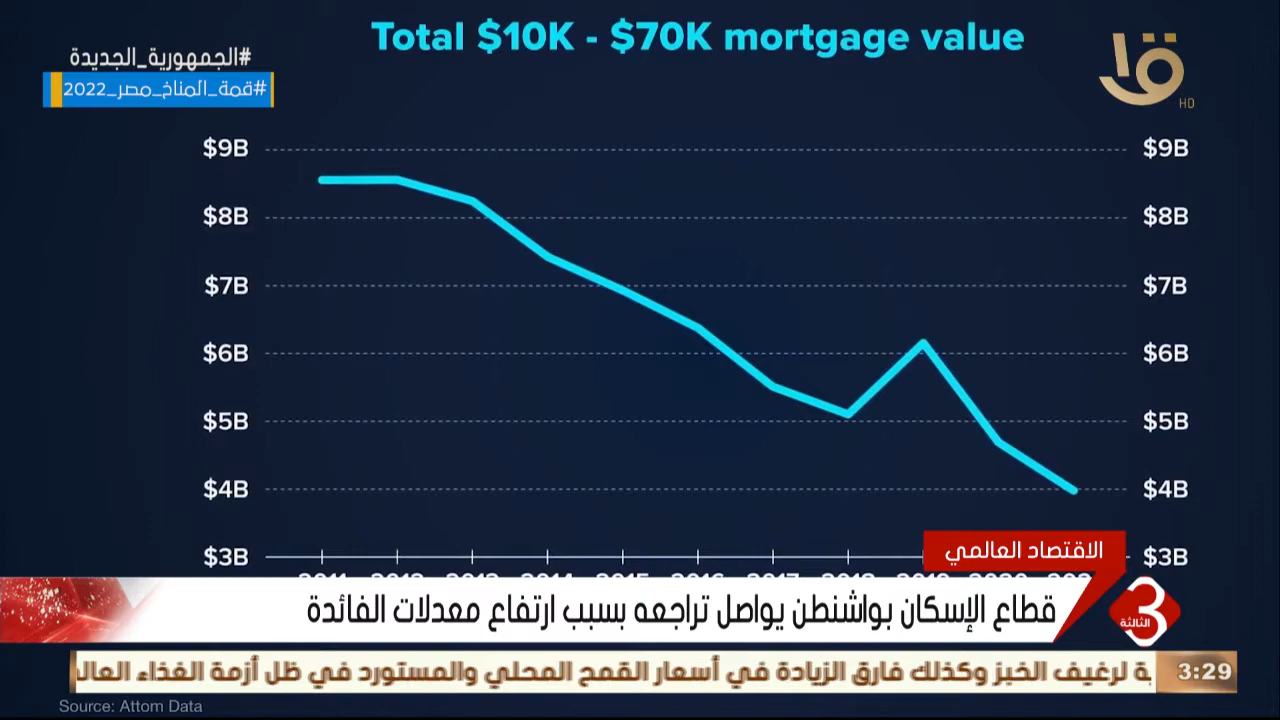 Total $10K - $70K mortgage value
#الجمهورية_الجديدة
#قمة_المناخ_مصر_2022
HD
$9B $9B
$8B $8B
$7B $7B
$6B $6B
$5B $5B
$4B $4B
$3B $3B
الاقتصاد العالمي
قطاع الإسكان بواشنطن يواصل تراجعه بسبب ارتفاع معدلات الفائدة
3 الثالثة
لرغيف الخبز وكذلك فارق الزيادة في أسعار القمح المحلي والمستورد في ظل أزمة الغذاء
3:29
Source: Attom Data